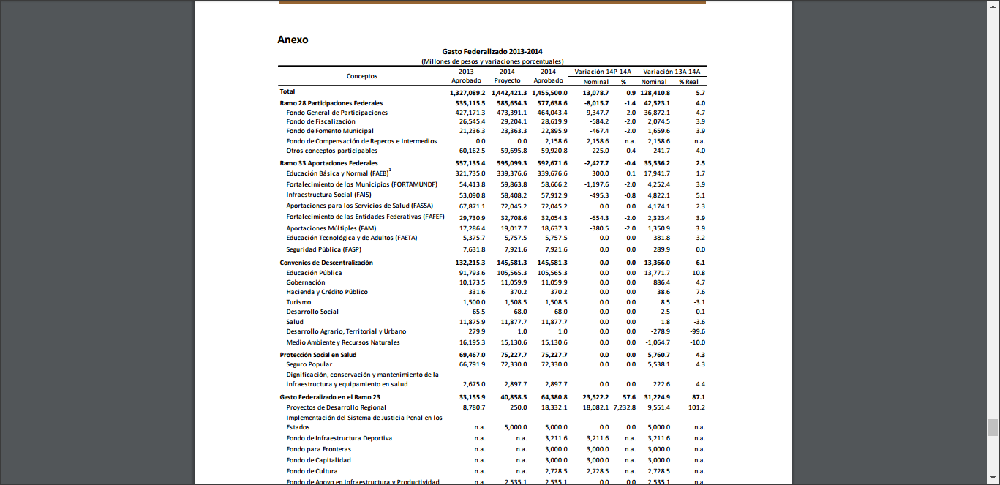 Anexo
Gasto Federalizado 2013-2014
(Millones de pesos y variaciones porcentuales)
Conceptos 2013 Aprobado 2014 Proyecto 2014 Aprobado Variación 14P-14A Variación 13A-14A
Nominal % Nominal % Real
Total 1,327,089.2 1,442,421.3 1,455,500.0 13,078.7 0.9 128,410.8 5.7
Ramo 28 Participaciones Federales 535,115.5 585,654.3 577,638.6 -8,015.7 -1.4 42,523.1 4.0
Fondo General de Participaciones 427,171.3 473,391.1 464,043.4 -9,347.7 -2.0 36,872.1 4.7
Fondo de Fiscalización 26,545.4 29,204.1 28,619.9 -584.2 -2.0 2,074.5 3.9
Fondo de Fomento Municipal 21,236.3 23,363.3 22,895.9 -467.4 -2.0 1,659.6 3.9
Fondo de Compensación de Repecos e Intermedios 0.0 0.0 2,158.6 2,158.6 n.a. 2,158.6 n.a.
Otros conceptos participables 60,162.5 59,695.8 59,920.8 225.0 0.4 -241.7 -4.0
Ramo 33 Aportaciones Federales 557,135.4 595,099.3 592,671.6 -2,427.7 -0.4 35,536.2 2.5
Educación Básica y Normal (FAEB)1 321,735.0 339,376.6 339,676.6 300.0 0.1 17,941.7 1.7
Fortalecimiento de los Municipios (FORTAMUNDF) 54,413.8 59,863.8 58,666.2 -1,197.6 -2.0 4,252.4 3.9
Infraestructura Social (FAIS) 53,090.8 58,408.2 57,912.9 -495.3 -0.8 4,822.1 5.1
Aportaciones para los Servicios de Salud (FASSA) 67,871.1 72,045.2 72,045.2 0.0 0.0 4,174.1 2.3
Fortalecimiento de las Entidades Federativas (FAFEF) 29,730.9 32,708.6 32,054.3 -654.3 -2.0 2,323.4 3.9
Aportaciones Múltiples (FAM) 17,286.4 19,017.7 18,637.3 -380.5 -2.0 1,350.9 3.9
Educación Tecnológica y de Adultos (FAETA) 5,375.7 5,757.5 5,757.5 0.0 0.0 381.8 3.2
Seguridad Pública (FASP) 7,631.8 7,921.6 7,921.6 0.0 0.0 289.9 0.0
Convenios de Descentralización 132,215.3 145,581.3 145,581.3 0.0 0.0 13,366.0 6.1
Educación Pública 91,793.6 105,565.3 105,565.3 0.0 0.0 13,771.7 10.8
Gobernación 10,173.5 11,059.9 11,059.9 0.0 0.0 886.4 4.7
Hacienda y Crédito Público 331.6 370.2 370.2 0.0 0.0 38.6 7.6
Turismo 1,500.0 1,508.5 1,508.5 0.0 0.0 8.5 -3.1
Desarrollo Social 65.5 68.0 68.0 0.0 0.0 2.5 0.1
Salud 11,875.9 11,877.7 11,877.7 0.0 0.0 1.8 -3.6
Desarrollo Agrario, Territorial y Urbano 279.9 1.0 1.0 0.0 0.0 -278.9 -99.6
Medio Ambiente y Recursos Naturales 16,195.3 15,130.6 15,130.6 0.0 0.0 -1,064.7 -10.0
Protección Social en Salud 69,467.0 75,227.7 75,227.7 0.0 0.0 5,760.7 4.3
Seguro Popular 66,791.9 72,330.0 72,330.0 0.0 0.0 5,538.1 4.3
Dignificación, conservación y mantenimiento de la
infraestructura y equipamiento en salud 2,675.0 2,897.7 2,897.7 0.0 0.0 222.6 4.4
Gasto Federalizado en el Ramo 23 33,155.9 40,858.5 64,380.8 23,522.2 57.6 31,224.9 87.1
Proyectos de Desarrollo Regional 8,780.7 250.0 18,332.1 18,082.1 7,232.8 9,551.4 101.2
Implementación del Sistema de Justicia Penal en los
Estados n.a. 5,000.0 5,000.0 0.0 0.0 5,000.0 n.a.
Fondo de Infraestructura Deportiva n.a. n.a. 3,211.6 3,211.6 n.a. 3,211.6 n.a.
Fondo para Fronteras n.a. n.a. 3,000.0 3,000.0 n.a. 3,000.0 n.a.
Fondo de Capitalidad n.a. n.a. 3,000.0 3,000.0 n.a. 3,000.0 n.a.
Fondo de Cultura n.a. n.a. 2,728.5 2,728.5 n.a. 2,728.5 n.a.
Fondo de Apoyo en Infraestructura y Productividad n.a. 2,535.1 2,535.1 0.0 0.0 2,535.1 n.a.